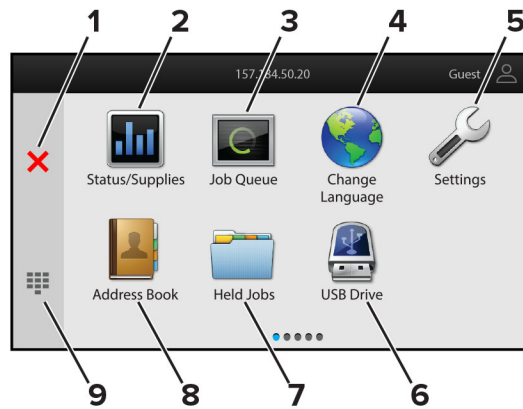 1 2 3 4 5
157.184.50.20 Guest
Status/Supplies Job Queue Change Language Settings
Address Book Held Jobs USB Drive
9 8 7 6